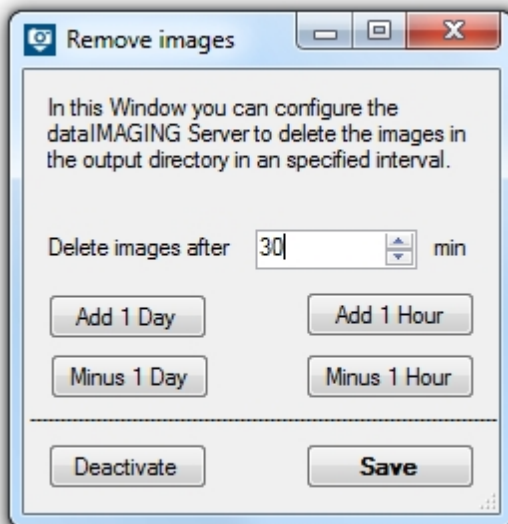 Remove images
In this Window you can configure the
dataIMAGING Server to delete the images in
the output directory in an specified interval.
Delete images after 30 min
Add 1 Day Add 1 Hour
Minus 1 Day Minus 1 Hour
Deactivate Save